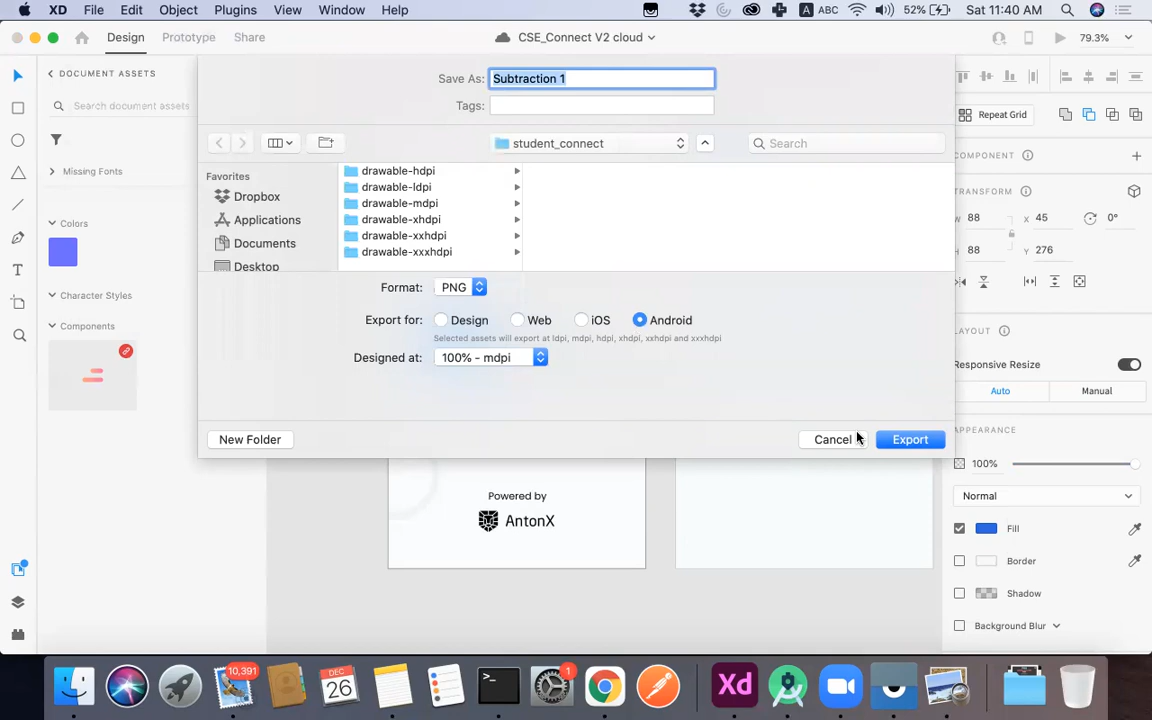 XD File Edit Object Plugins View Window Help A ABC 52% Sat 11:40 AM
Design Prototype Share CSE_Connect V2 cloud 79.3%
DOCUMENT ASSETS
Search document assets
Missing Fonts
Colors
Character Styles
Components
Save As: Subtraction 1
Tags:
student_connect
Search
Favorites
Dropbox
Applications
Documents
Desktop
drawable-hdpi
drawable-ldpi
drawable-mdpi
drawable-xhdpi
drawable-xxhdpi
drawable-xxxhdpi
Format: PNG
Export for: Design Web iOS Android
Selected assets will export at ldpi, mdpi, hdpi, xhdpi, xxhdpi and xxxhdpi
Designed at: 100% - mdpi
New Folder Cancel Export
Powered by
AntonX
Repeat Grid
COMPONENT
TRANSFORM
W 88 X 45 0°
H 88 Y 276
LAYOUT
Responsive Resize
Auto Manual
APPEARANCE
100%
Normal
Fill
Border
Shadow
Background Blur
10,391
DEC
26
>_
1
Xd